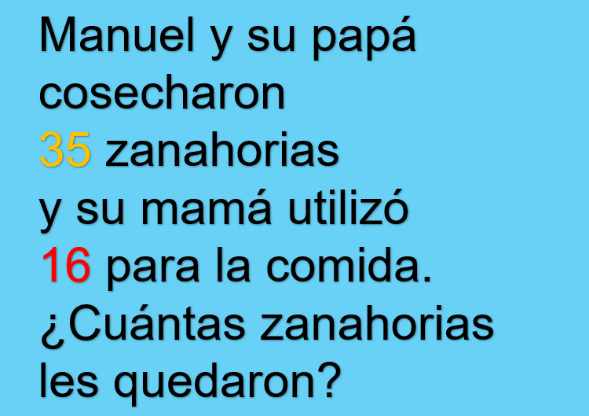 Manuel y su papá
cosecharon
35 zanahorias
y su mamá utilizó
16 para la comida.
¿Cuántas zanahorias
les quedaron?